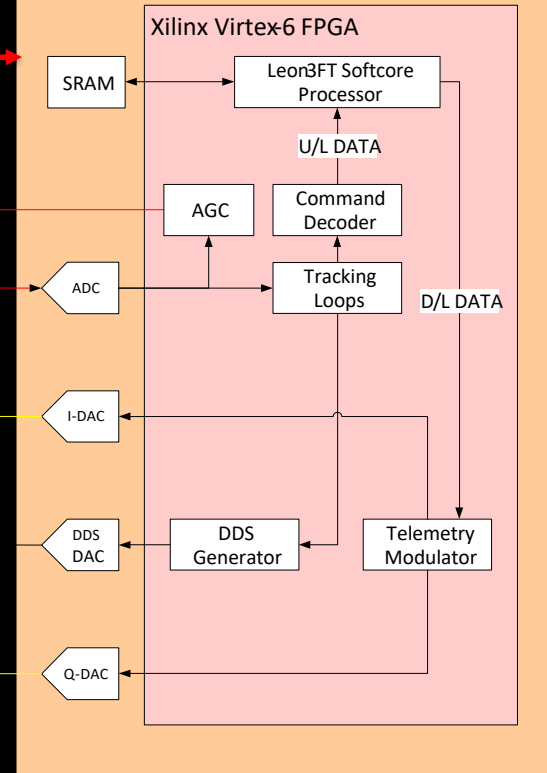 Xilinx Virtex-6 FPGA
SRAM
Leon3FT Softcore
Processor
U/L DATA
AGC
Command
Decoder
ADC
Tracking
Loops
D/L DATA
I-DAC
DDS
DAC
DDS
Generator
Telemetry
Modulator
Q-DAC